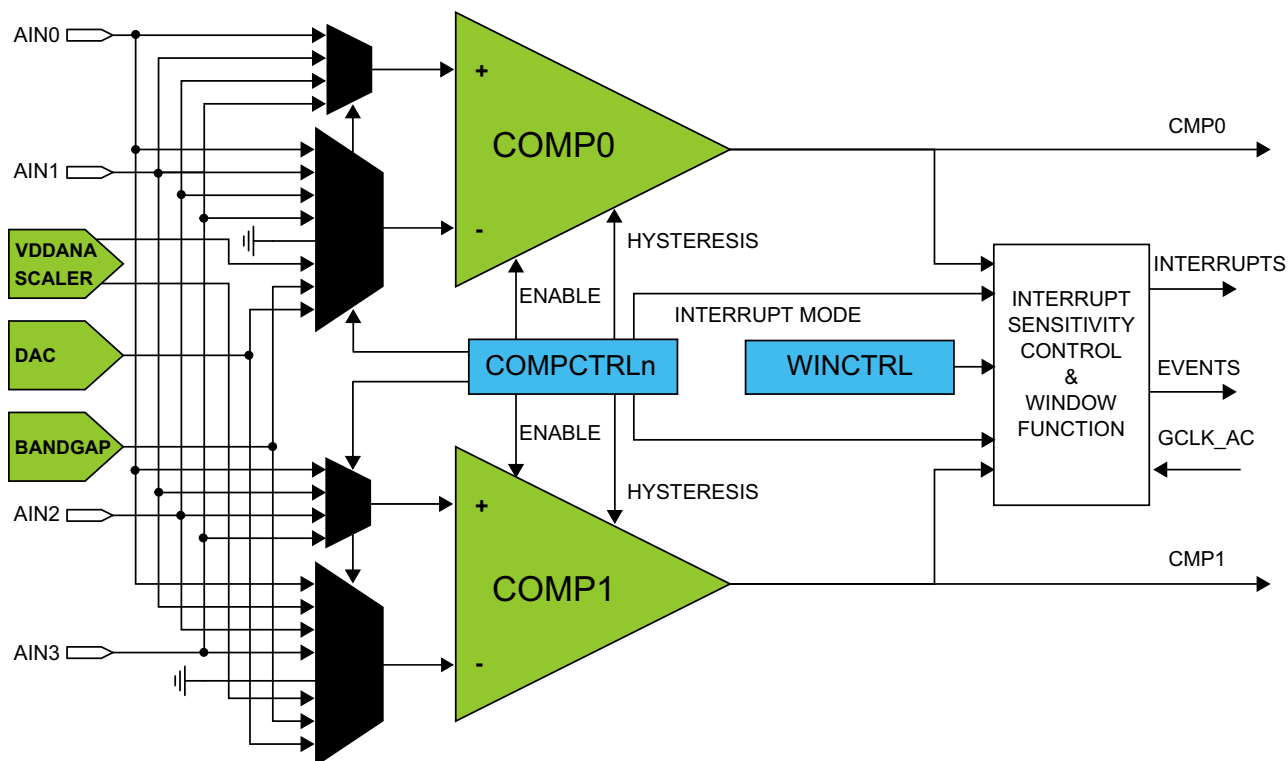 AIN0
+
COMP0
CMP0
AIN1
-
HYSTERESIS
VDDANA
SCALER
ENABLE
INTERRUPT MODE
INTERRUPT
SENSITIVITY
CONTROL
&
WINDOW
FUNCTION
INTERRUPTS
DAC
COMPCTRLn
WINCTRL
EVENTS
BANDGAP
ENABLE
GCLK_AC
HYSTERESIS
AIN2
+
COMP1
CMP1
AIN3
-